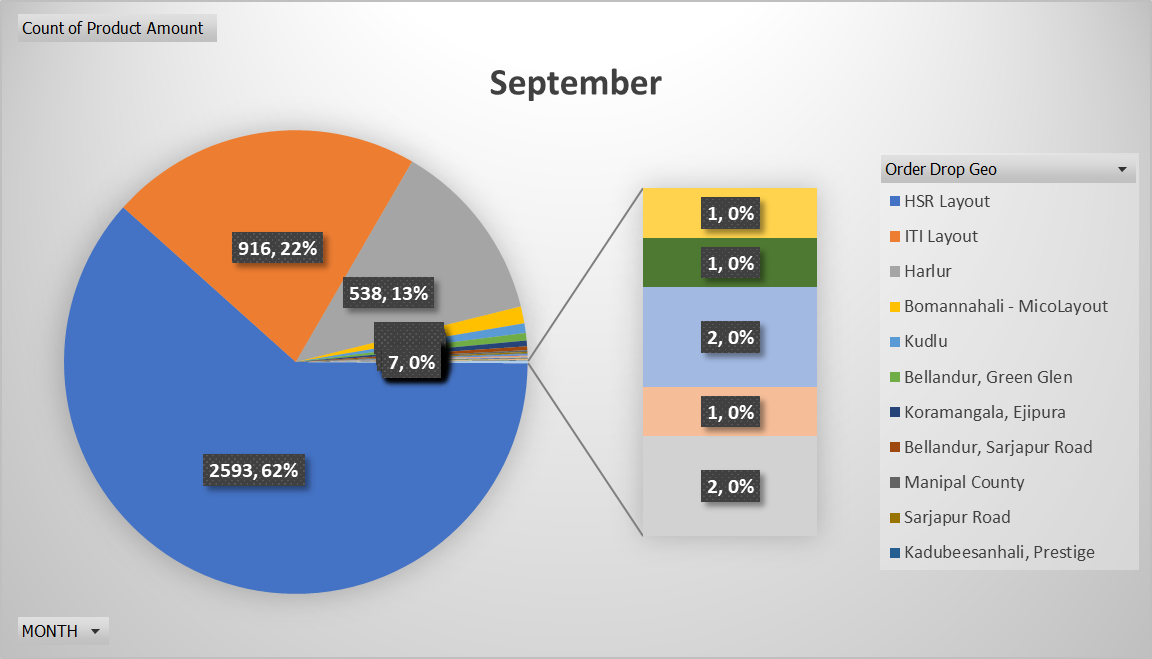 Count of Product Amount
September
916, 22%
538, 13%
7, 0%
2593, 62%
1, 0%
1, 0%
2, 0%
1, 0%
2, 0%
Order Drop Geo
HSR Layout
ITI Layout
Harlur
Bomannahali - MicoLayout
Kudlu
Bellandur, Green Glen
Koramangala, Ejipura
Bellandur, Sarjapur Road
Manipal County
Sarjapur Road
Kadubeesanhali, Prestige
MONTH